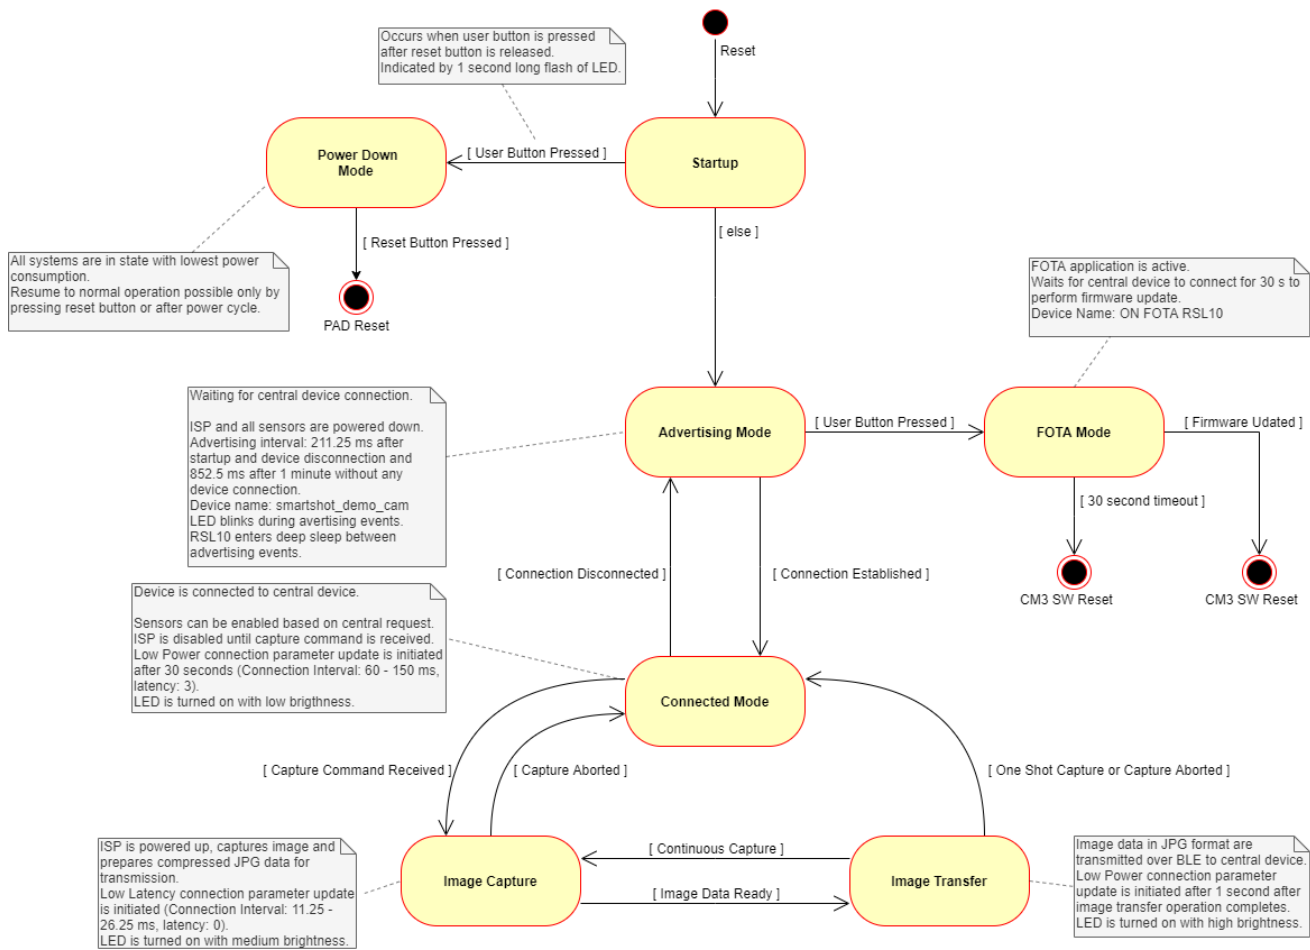 Reset
Occurs when user button is pressed
after reset button is released.
Indicated by 1 second long flash of LED.
Power Down
Mode
[ User Button Pressed ]
Startup
[ else ]
[ Reset Button Pressed ]
All systems are in state with lowest power
consumption.
Resume to normal operation possible only by
pressing reset button or after power cycle.
PAD Reset
FOTA application is active.
Waits for central device to connect for 30 s to
perform firmware update.
Device Name: ON FOTA RSL10
Waiting for central device connection.
ISP and all sensors are powered down.
Advertising interval: 211.25 ms after
startup and device disconnection and
852.5 ms after 1 minute without any
device connection.
Device name: smartshot_demo_cam
LED blinks during avertising events.
RSL10 enters deep sleep between
advertising events.
Advertising Mode
[ User Button Pressed ]
FOTA Mode
[ Firmware Udated ]
[ 30 second timeout ]
CM3 SW Reset
CM3 SW Reset
[ Connection Disconnected ]
[ Connection Established ]
Device is connected to central device.
Sensors can be enabled based on central request.
ISP is disabled until capture command is received.
Low Power connection parameter update is initiated
after 30 seconds (Connection Interval: 60 - 150 ms,
latency: 3).
LED is turned on with low brigthness.
Connected Mode
[ Capture Command Received ]
[ Capture Aborted ]
[ One Shot Capture or Capture Aborted ]
ISP is powered up, captures image and
prepares compressed JPG data for
transmission.
Low Latency connection parameter update
is initiated (Connection Interval: 11.25 -
26.25 ms, latency: 0).
LED is turned on with medium brightness.
Image Capture
[ Continuous Capture ]
[ Image Data Ready ]
Image Transfer
Image data in JPG format are
transmitted over BLE to central device.
Low Power connection parameter
update is initiated after 1 second after
image transfer operation completes.
LED is turned on with high brightness.